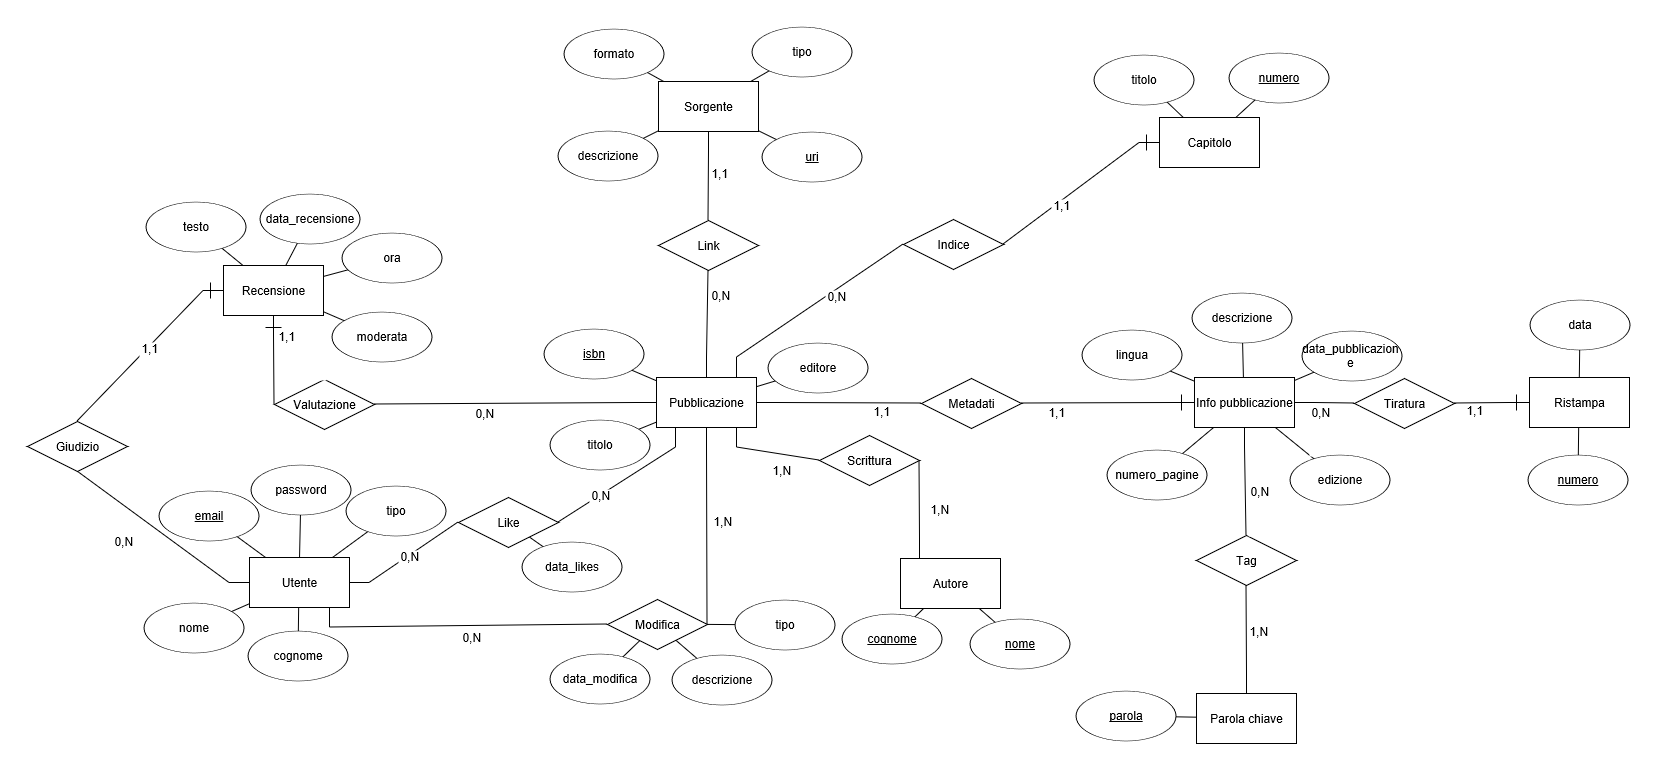 formato
tipo
Sorgente
descrizione
uri
1,1
Link
0,N
titolo
numero
Capitolo
1,1
Indice
0,N
testo
data_recensione
ora
Recensione
moderata
1,1
1,1
Valutazione
0,N
Giudizio
0,N
isbn
editore
Pubblicazione
titolo
1,1
Metadati
1,1
lingua
descrizione
data_pubblicazion
e
Info pubblicazione
numero_pagine
edizione
0,N
Tiratura
1,1
data
Ristampa
numero
0,N
Tag
1,N
parola
Parola chiave
1,N
Scrittura
1,N
Autore
cognome
nome
email
password
tipo
Utente
nome
cognome
0,N
Like
0,N
data_likes
1,N
0,N
Modifica
tipo
data_modifica
descrizione